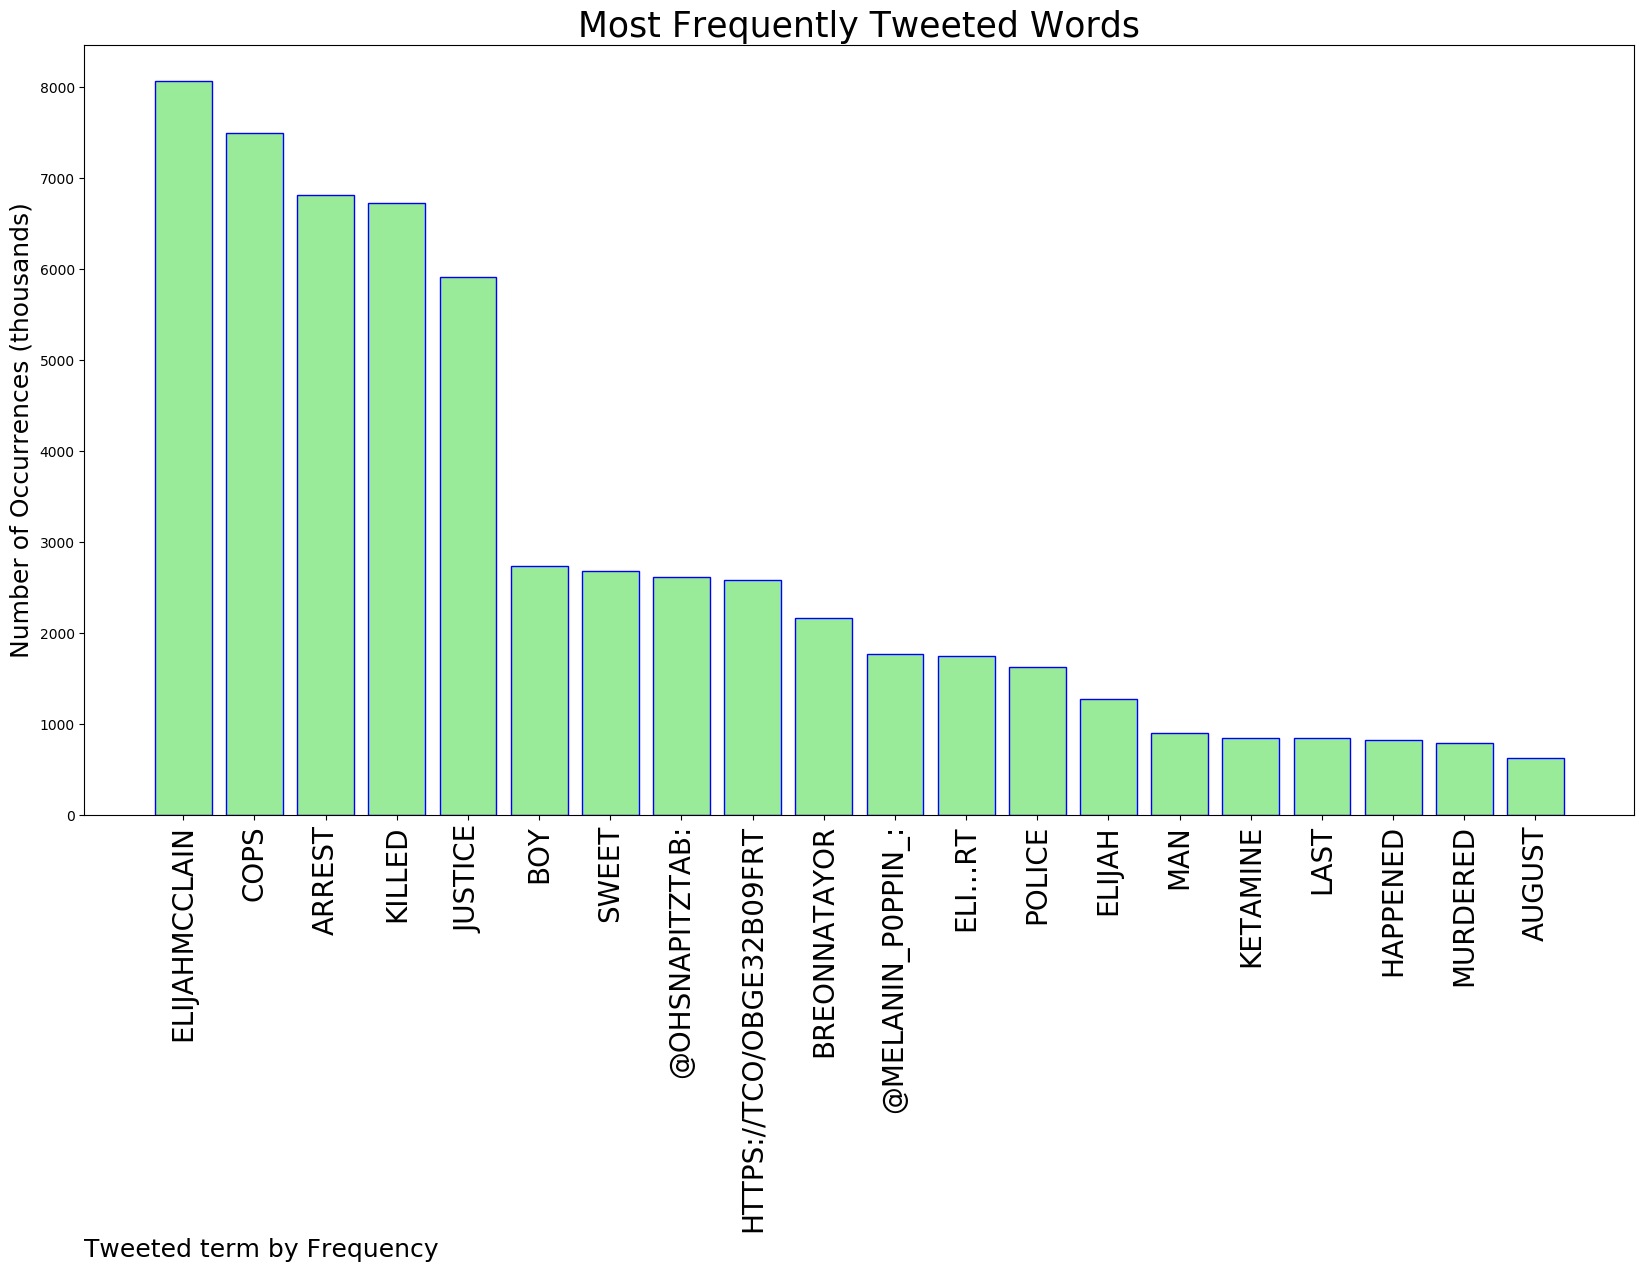 Most Frequently Tweeted Words
Number of Occurrences (thousands)
8000
7000
6000
5000
4000
3000
2000
1000
0
ELIJAHMCCLAIN
COPS
ARREST
KILLED
JUSTICE
BOY
SWEET
@OHSNAPITZTAB:
HTTPS://TCO/OBGE32B09FRT
BREONNATAYOR
@MELANIN_P0PPIN_:
ELI…RT
POLICE
ELIJAH
MAN
KETAMINE
LAST
HAPPENED
MURDERED
AUGUST
Tweeted term by Frequency